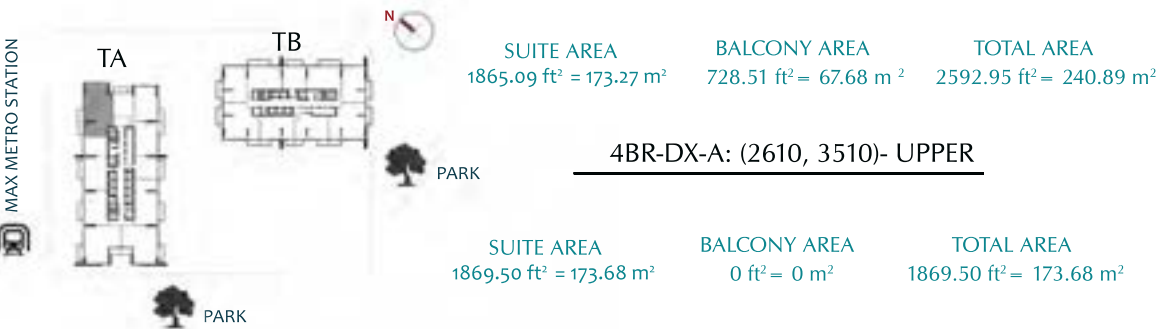 MAX METRO STATION
TA
TB
N
PARK
PARK
SUITE AREA
1865.09 ft² = 173.27 m²
BALCONY AREA
728.51 ft² = 67.68 m ²
TOTAL AREA
2592.95 ft² = 240.89 m²
4BR-DX-A: (2610, 3510)- UPPER
SUITE AREA
1869.50 ft² = 173.68 m²
BALCONY AREA
0 ft² = 0 m²
TOTAL AREA
1869.50 ft² = 173.68 m²